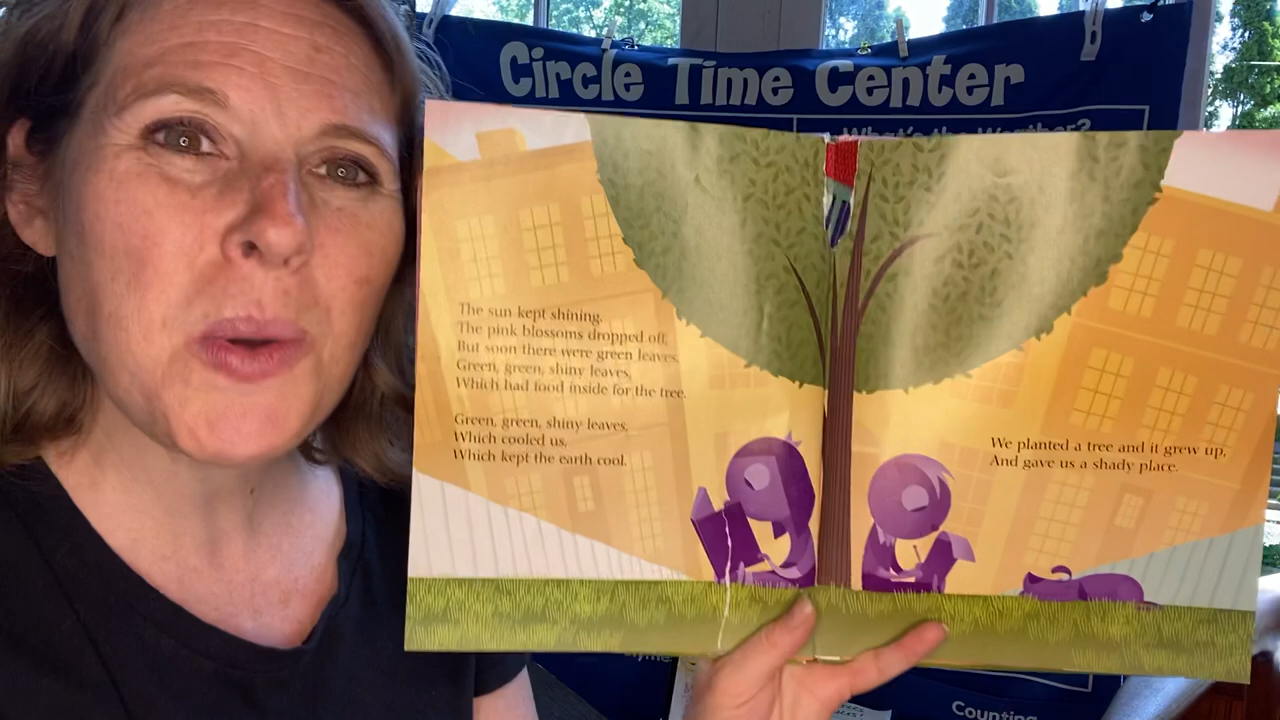 Circle Time Center
What's the Weather?
The sun kept shining.
The pink blossoms dropped off,
But soon there were green leaves.
Green, green, shiny leaves,
Which had food inside for the tree.
Green, green, shiny leaves,
Which cooled us,
Which kept the earth cool.
We planted a tree and it grew up,
And gave us a shady place.
Counting